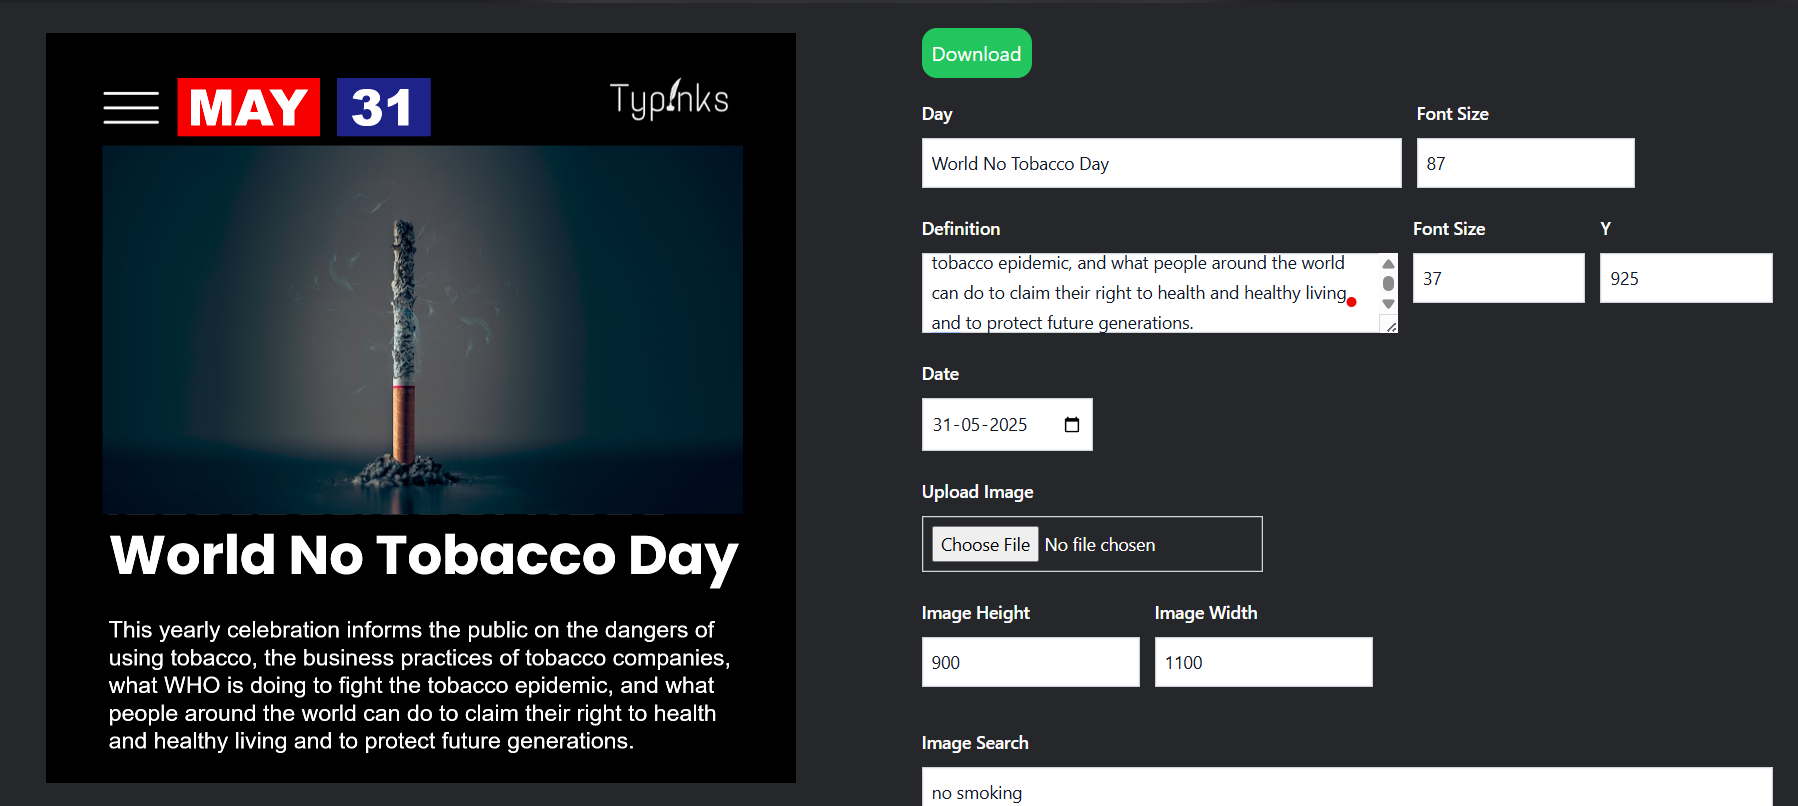 MAY 31
Typinks
World No Tobacco Day
This yearly celebration informs the public on the dangers of
using tobacco, the business practices of tobacco companies,
what WHO is doing to fight the tobacco epidemic, and what
people around the world can do to claim their right to health
and healthy living and to protect future generations.
Download
Day Font Size
World No Tobacco Day 87
Definition Font Size Y
tobacco epidemic, and what people around the world
can do to claim their right to health and healthy living
and to protect future generations.
37 925
Date
31-05-2025
Upload Image
Choose File No file chosen
Image Height Image Width
900 1100
Image Search
no smoking